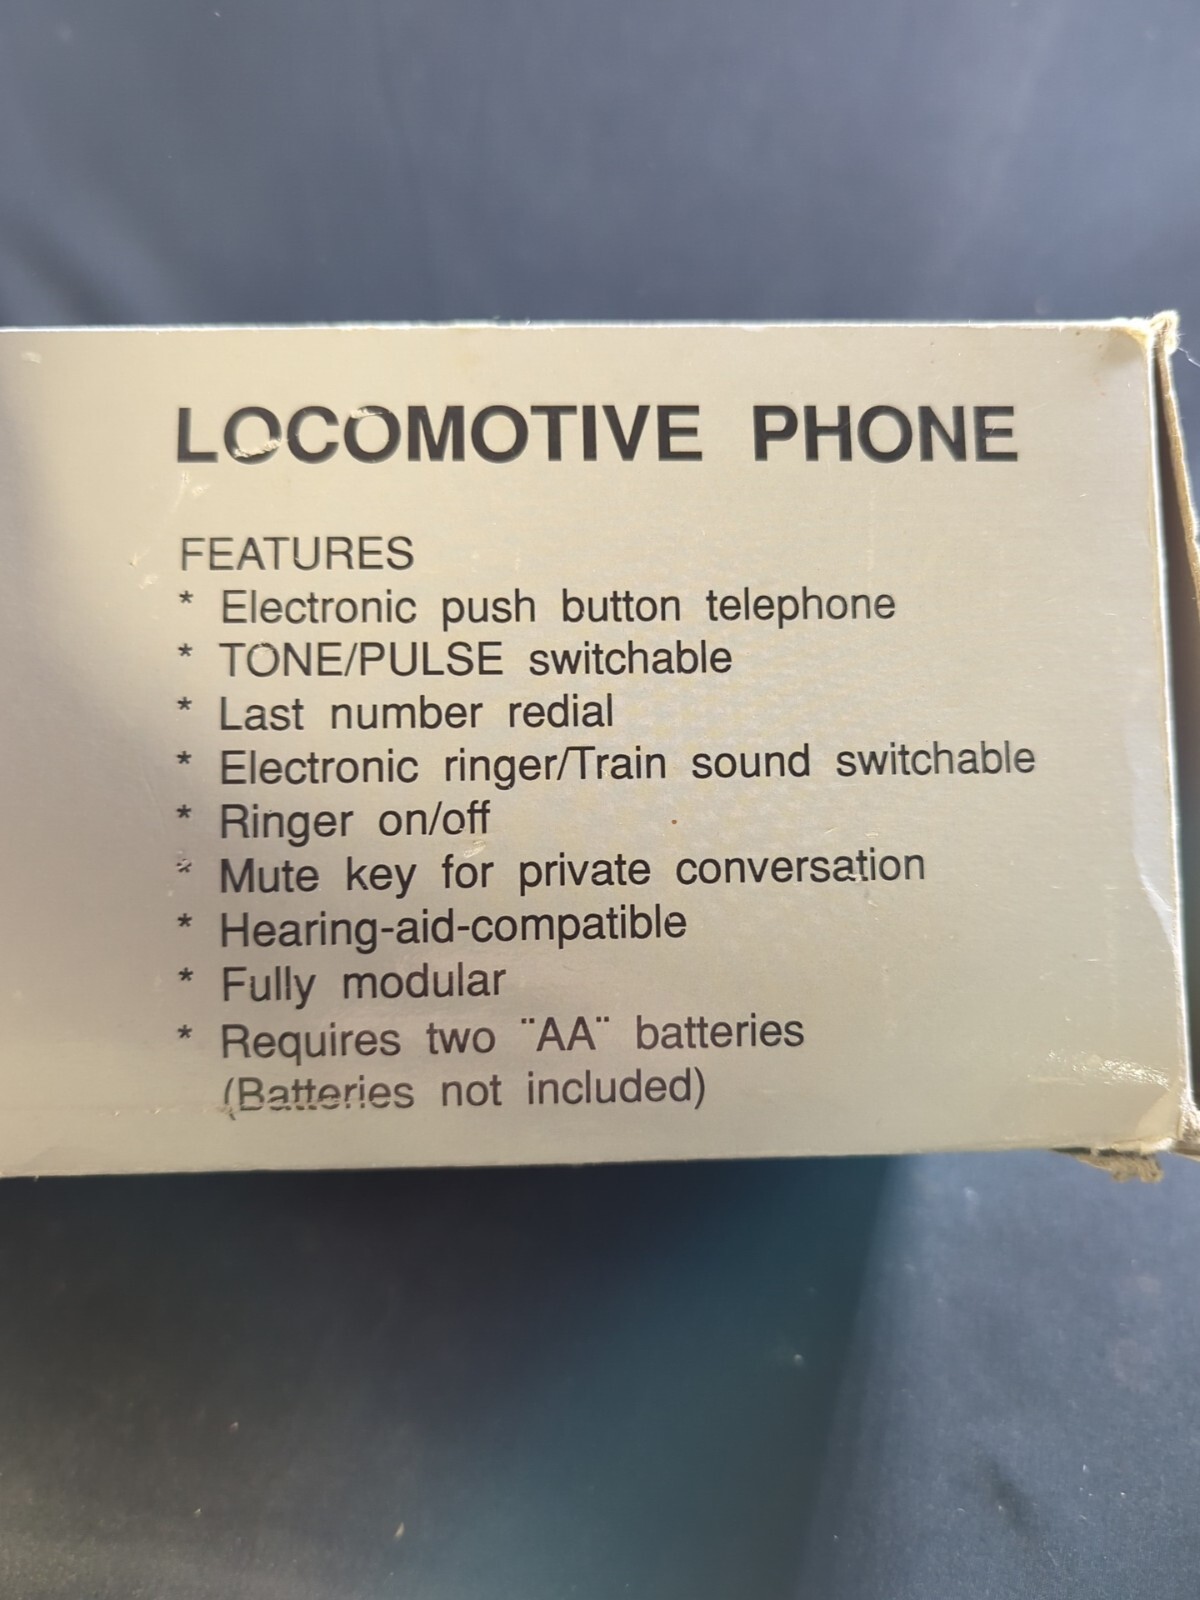 LOCOMOTIVE PHONE
FEATURES
* Electronic push button telephone
* TONE/PULSE switchable
* Last number redial
* Electronic ringer/Train sound switchable
* Ringer on/off
* Mute key for private conversation
* Hearing-aid-compatible
* Fully modular
* Requires two ¨AA¨ batteries
(Batteries not included)